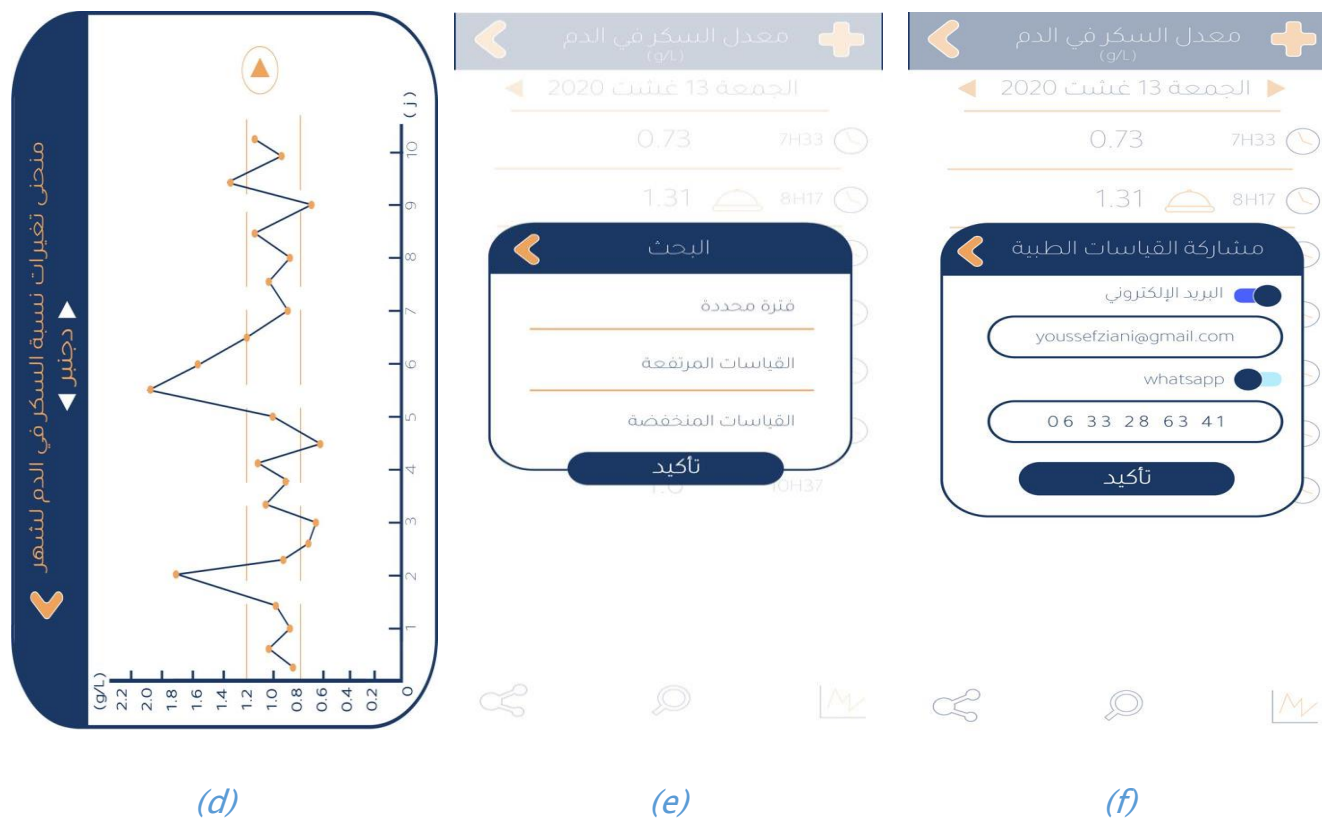 منحنى تغيرات نسبة السكر في الدم لشهر
دجنبر
(g/L)
2.2
2.0
1.8
1.6
1.4
1.2
1.0
0.8
0.6
0.4
0.2
0
1
2
3
4
5
6
7
8
9
10
(j)
(d)
معدل السكر في الدم
(g/L)
الجمعة 13 غشت 2020
7H33 0.73
8H17 1.31
البحث
فترة محددة
القياسات المرتفعة
القياسات المنخفضة
تأكيد
10H37
(e)
معدل السكر في الدم
(g/L)
الجمعة 13 غشت 2020
7H33 0.73
8H17 1.31
مشاركة القياسات الطبية
البريد الإلكتروني
youssefziani@gmail.com
whatsapp
06 33 28 63 41
تأكيد
(f)